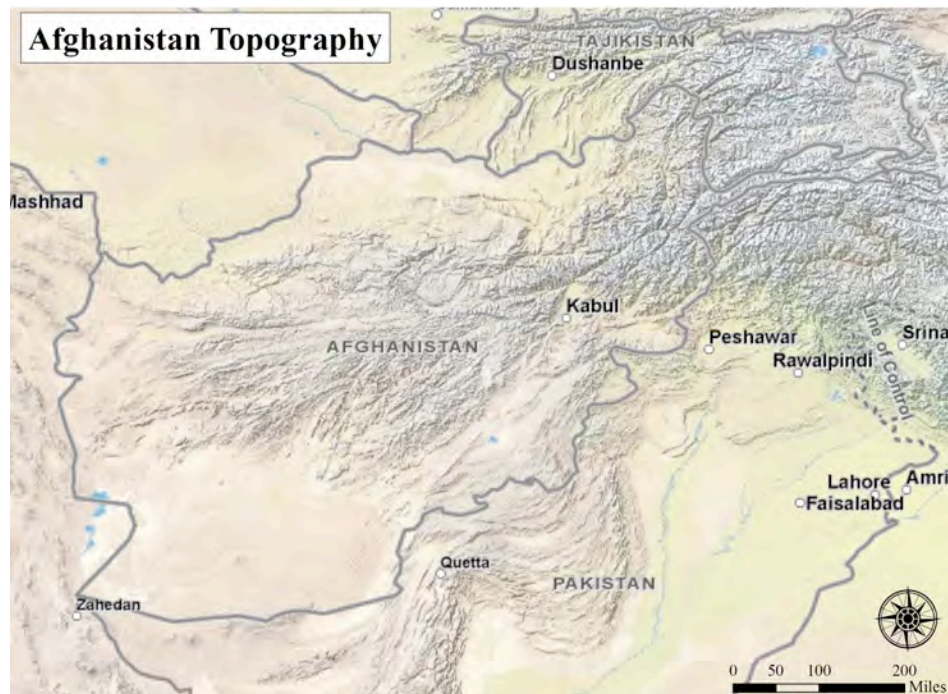 Afghanistan Topography
TAJIKISTAN
Dushanbe
Mashhad
Kabul
AFGHANISTAN
Peshawar
Rawalpindi
Line of Control
Srina
Lahore
Amri
Faisalabad
Quetta
PAKISTAN
Zahedan
0 50 100 200
Miles